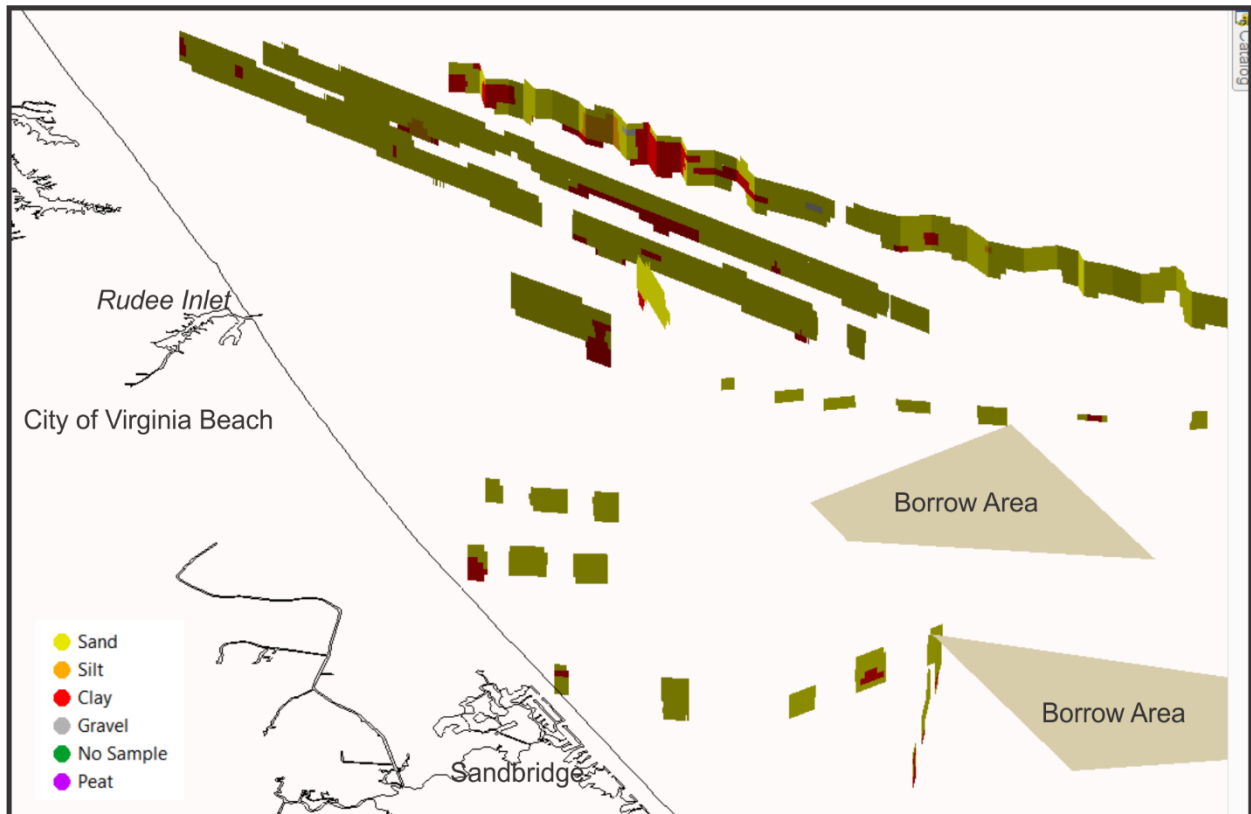 Catalog
Rudee Inlet
City of Virginia Beach
Borrow Area
Sand
Silt
Clay
Gravel
No Sample
Peat
Borrow Area
Sandbridge